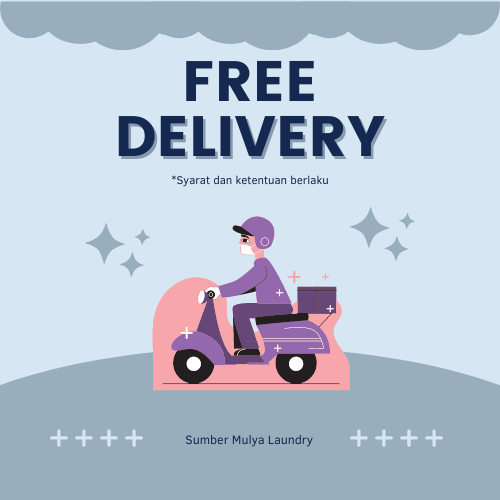 FREE
DELIVERY
*Syarat dan ketentuan berlaku
Sumber Mulya Laundry